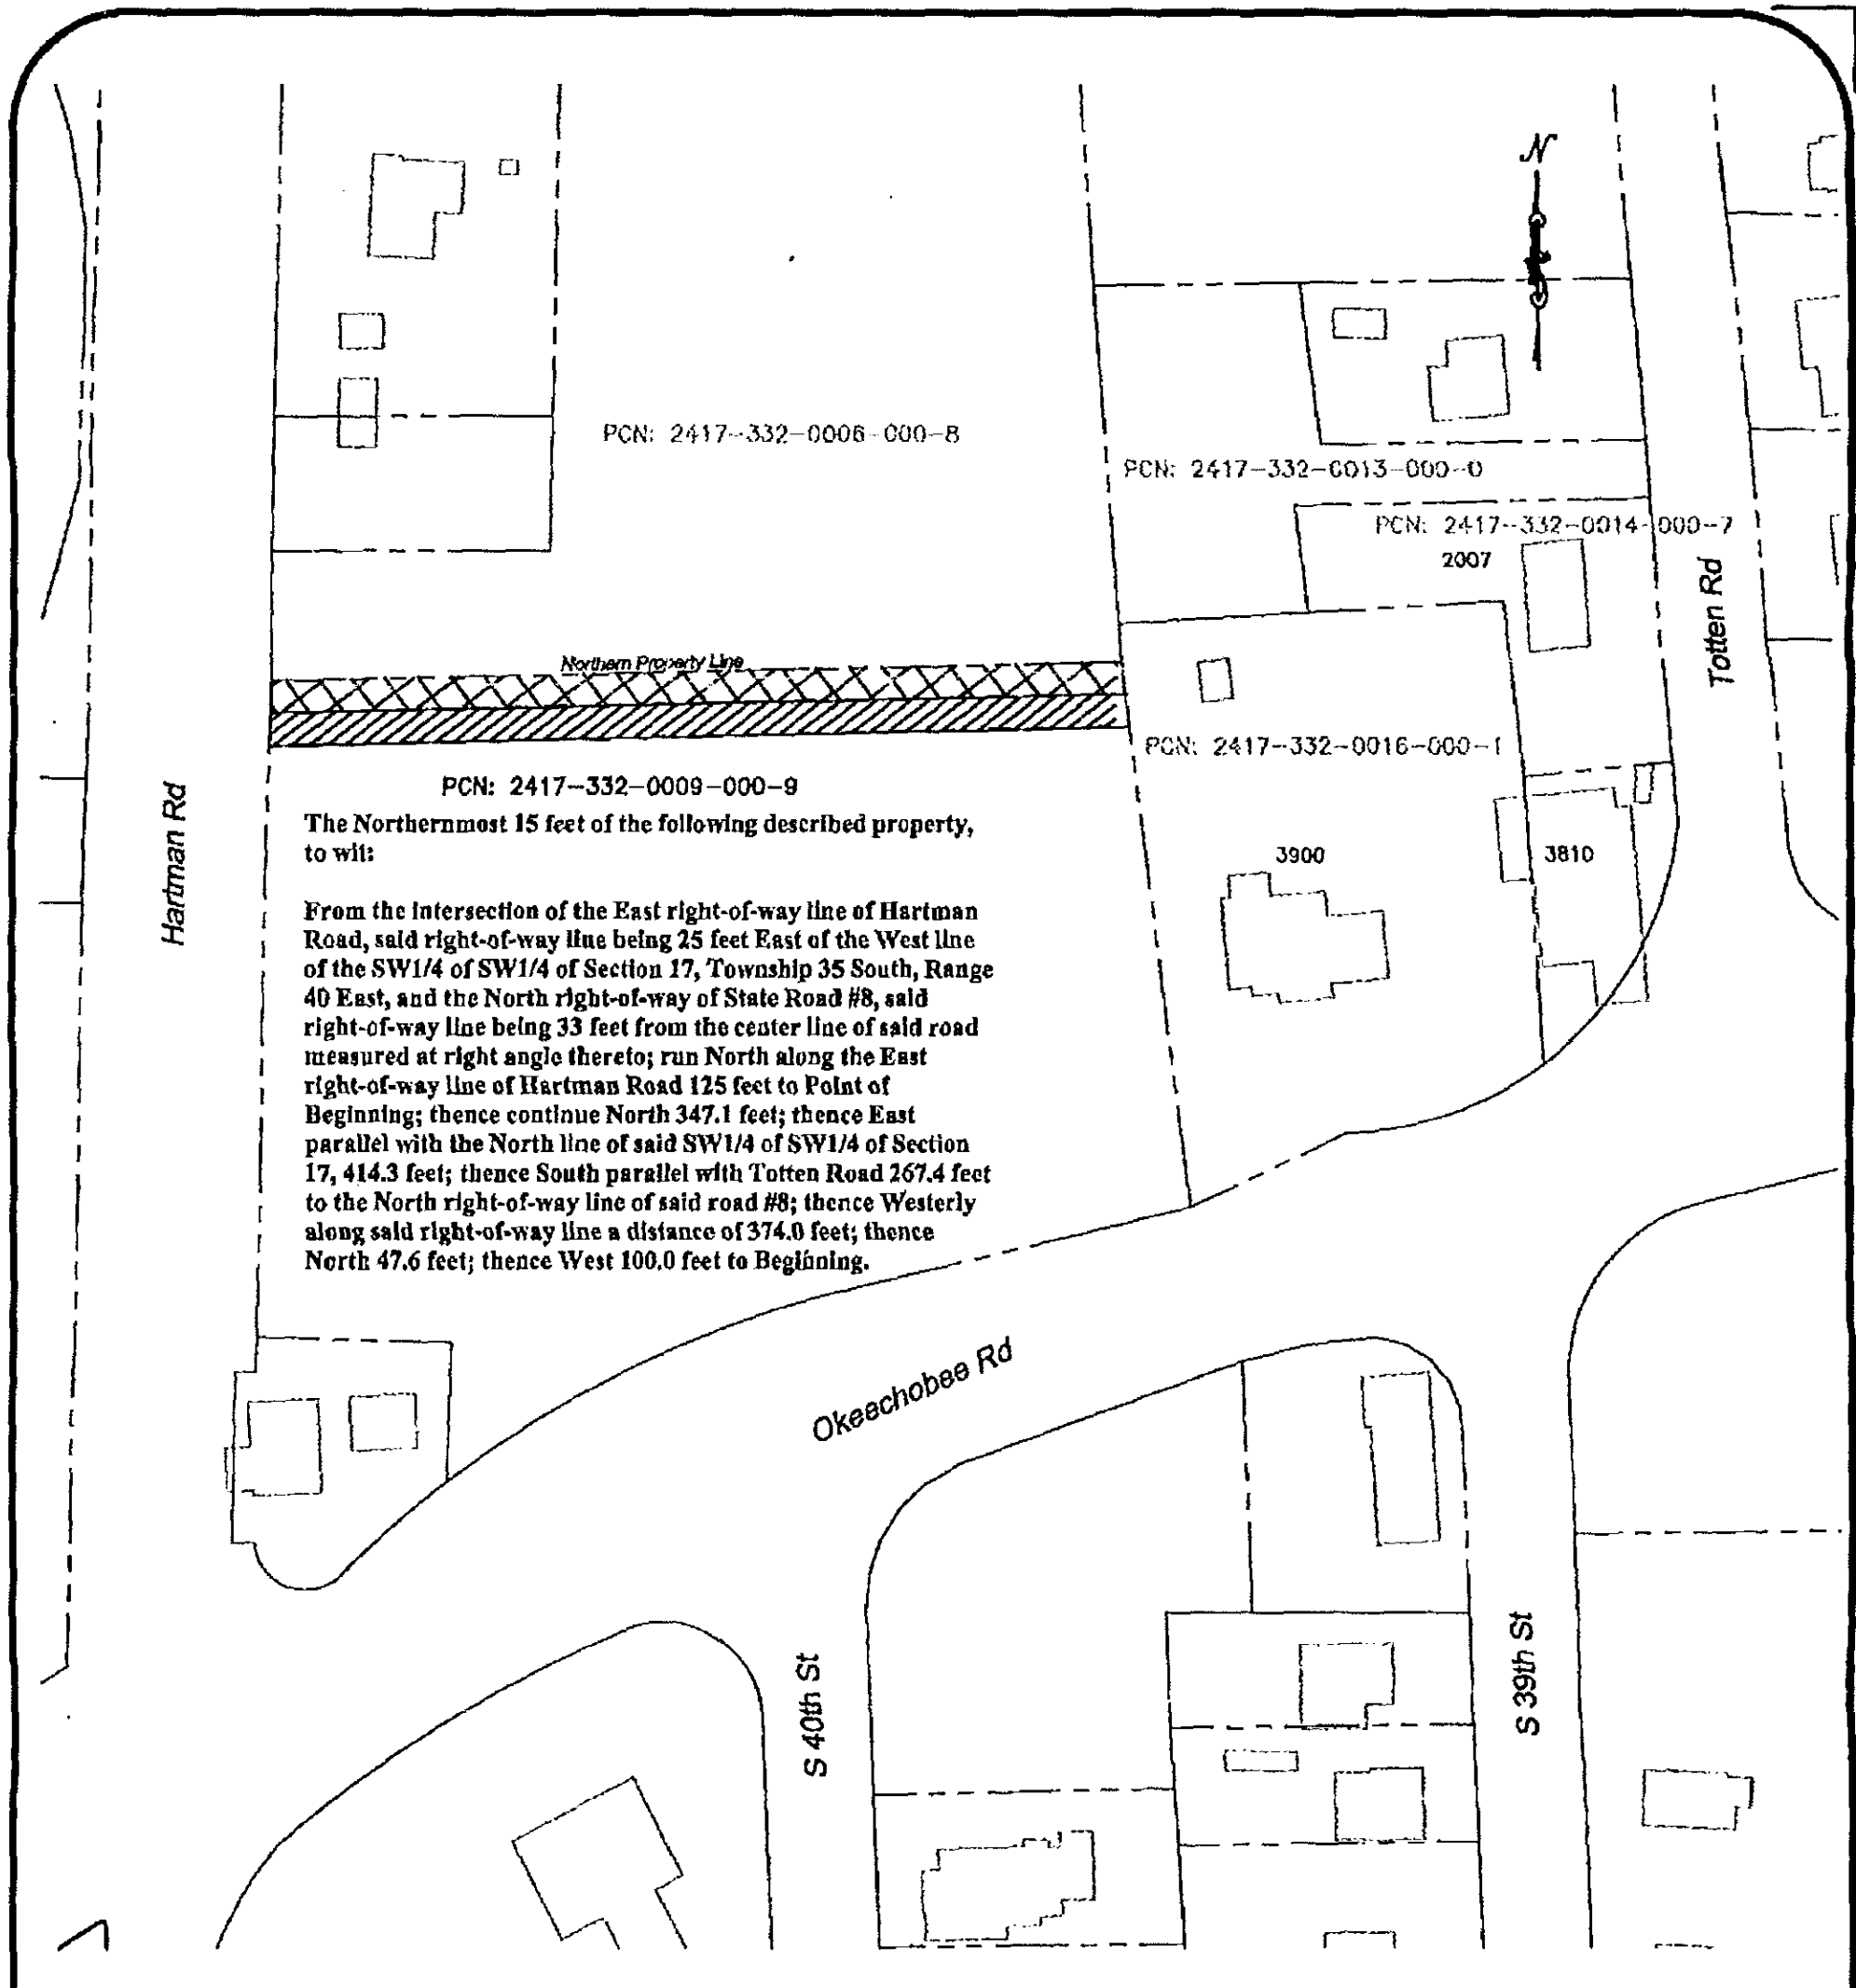 N
PCN: 2417-332-0006-000-8
PCN: 2417-332-0013-000-0
PCN: 2417-332-0014-000-7
2007
Totten Rd
Northern Property Line
PCN: 2417-332-0016-000-1
PCN: 2417-332-0009-000-9
Hartman Rd
The Northernmost 15 feet of the following described property,
to wit:
3900
3810
From the intersection of the East right-of-way line of Hartman
Road, said right-of-way line being 25 feet East of the West line
of the SW1/4 of SW1/4 of Section 17, Township 35 South, Range
40 East, and the North right-of-way of State Road #8, said
right-of-way line being 33 feet from the center line of said road
measured at right angle thereto; run North along the East
right-of-way line of Hartman Road 125 feet to Point of
Beginning; thence continue North 347.1 feet; thence East
parallel with the North line of said SW1/4 of SW1/4 of Section
17, 414.3 feet; thence South parallel with Totten Road 267.4 feet
to the North right-of-way line of said road #8; thence Westerly
along said right-of-way line a distance of 374.0 feet; thence
North 47.6 feet; thence West 100.0 feet to Beginning.
Okeechobee Rd
S 40th St
S 39th St